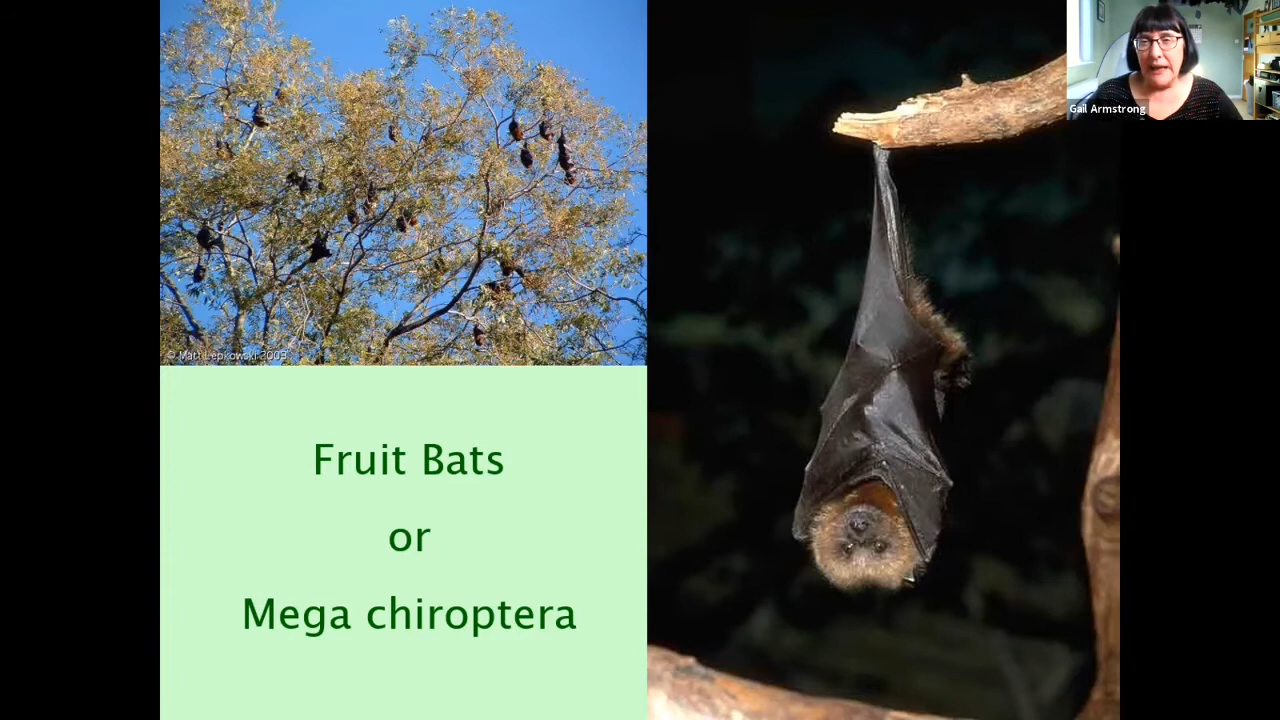 Gail Armstrong
© Matt Lepkowski 2003
Fruit Bats
or
Mega chiroptera